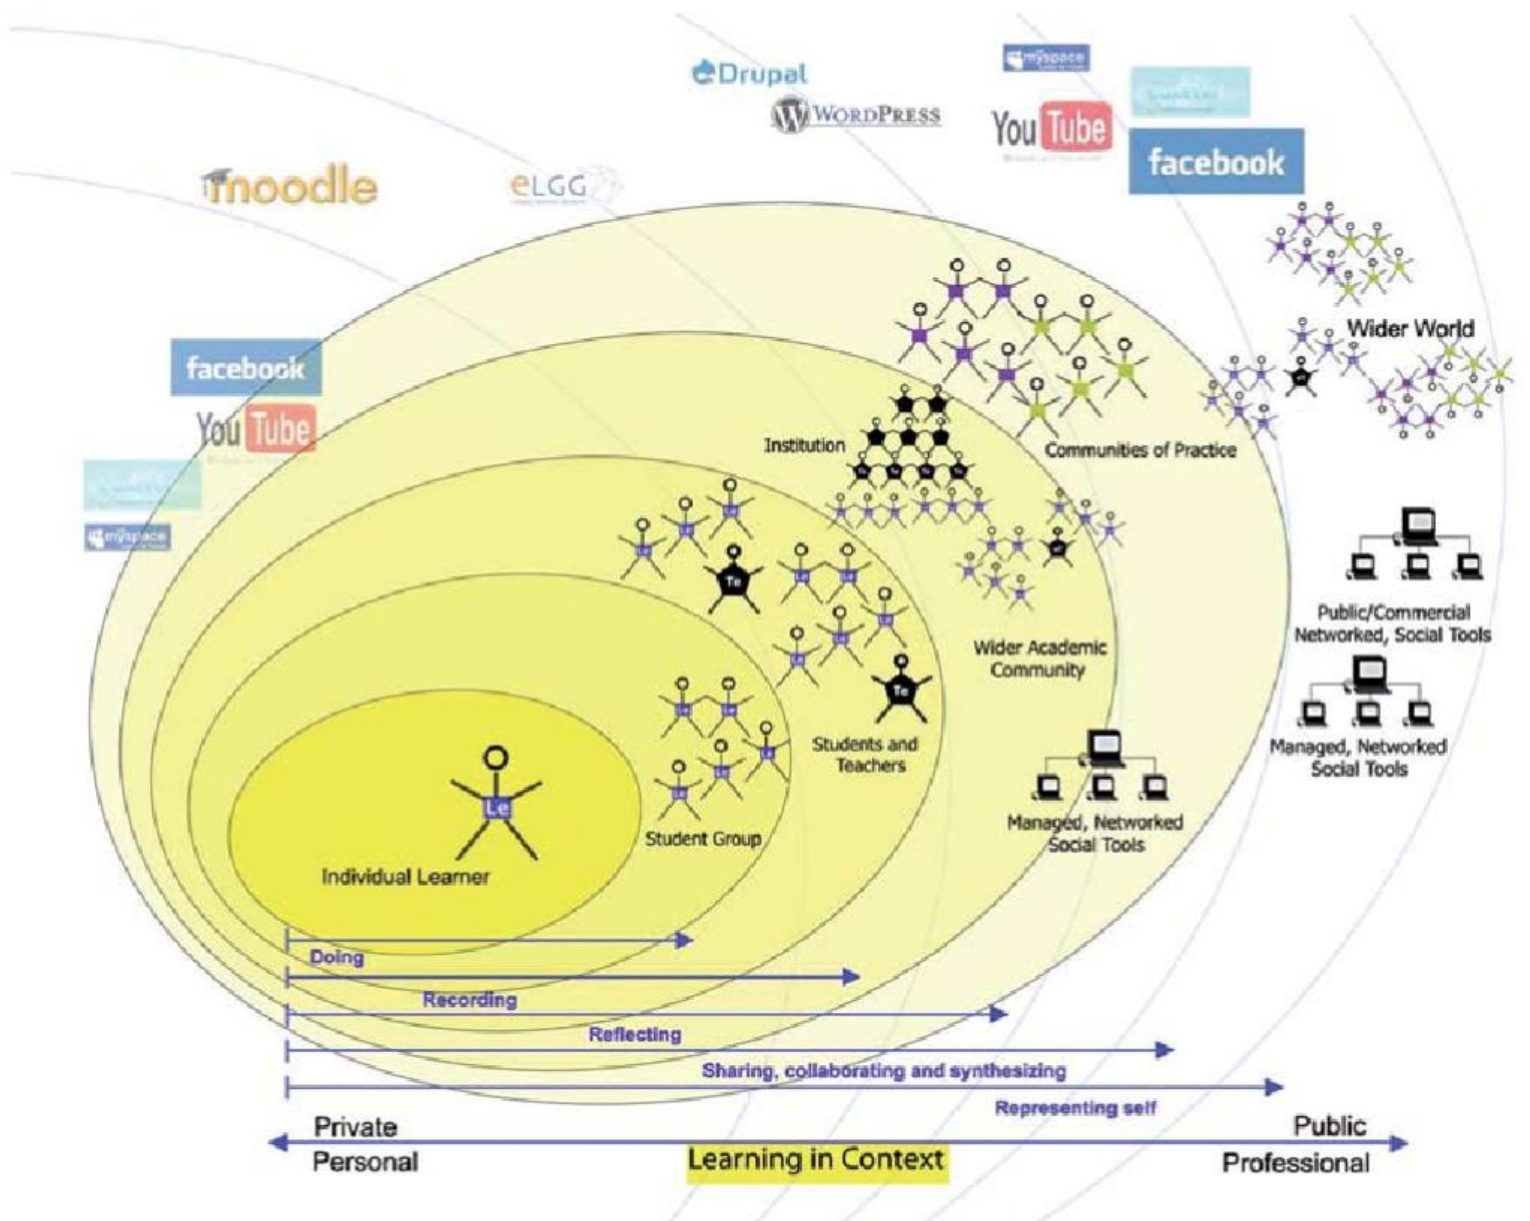 Drupal
WORDPRESS
myspace
You Tube
facebook
moodle
eLGG
facebook
You Tube
myspace
Wider World
Institution
Communities of Practice
Te
Le
Public/Commercial
Networked, Social Tools
Wider Academic
Community
Te
Managed, Networked
Social Tools
Students and
Teachers
Managed, Networked
Social Tools
Student Group
Le
Individual Learner
Doing
Recording
Reflecting
Sharing, collaborating and synthesizing
Representing self
Private
Public
Personal
Learning in Context
Professional